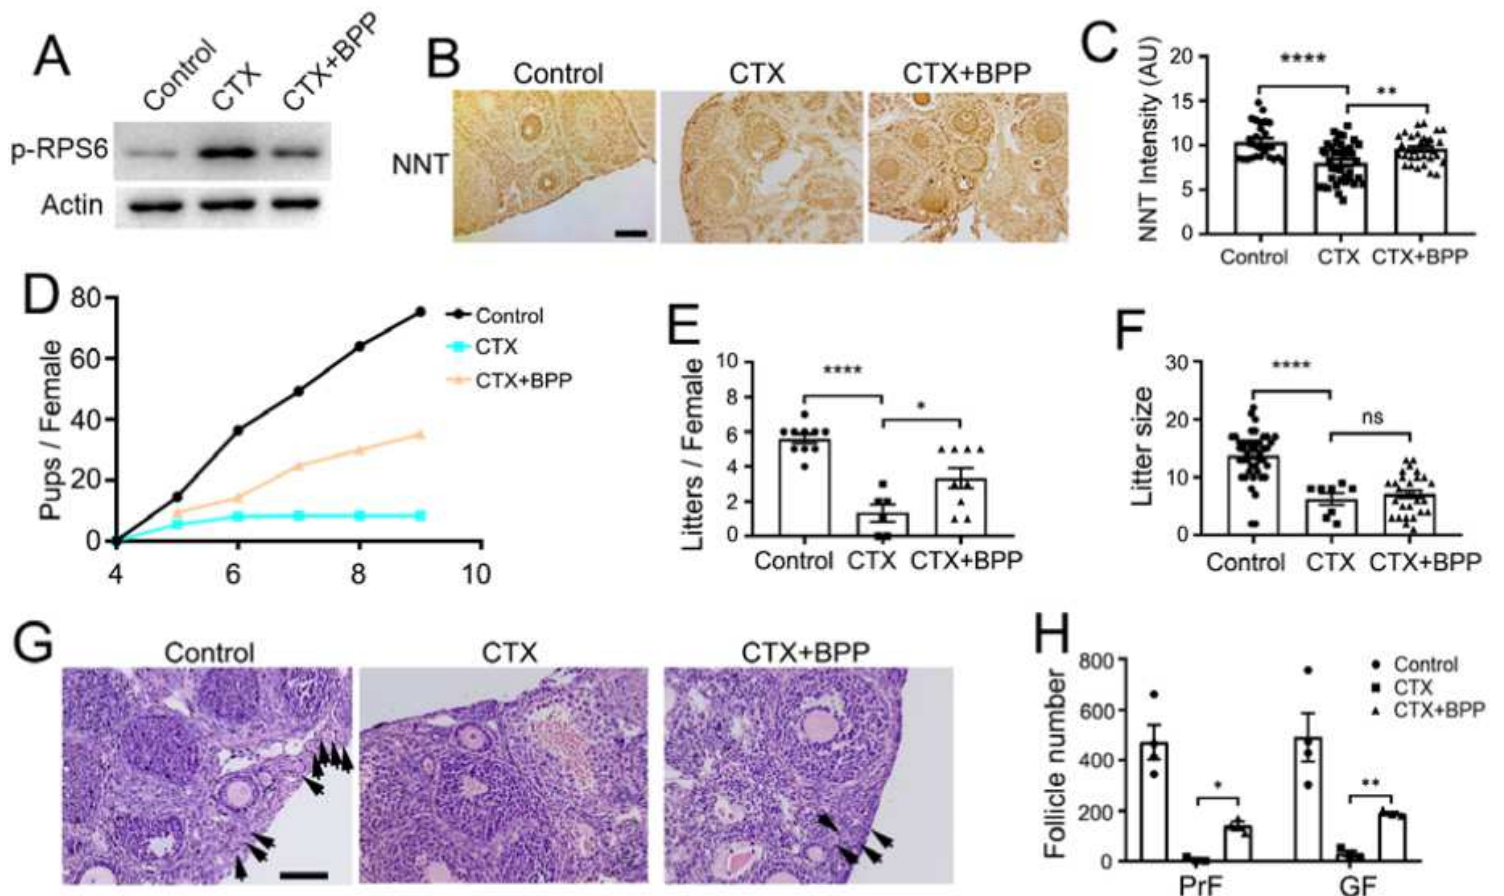 A
Control
CTX
CTX+BPP
p-RPS6
Actin
B
Control
CTX
CTX+BPP
NNT
C
NNT Intensity (AU)
20
15
10
5
0
****
**
Control
CTX
CTX+BPP
D
Pups / Female
80
60
40
20
0
4
6
8
10
Control
CTX
CTX+BPP
E
Litters / Female
10
8
6
4
2
0
****
*
Control
CTX
CTX+BPP
F
Litter size
30
20
10
0
****
ns
Control
CTX
CTX+BPP
G
Control
CTX
CTX+BPP
H
Follicle number
800
600
400
200
0
Control
CTX
CTX+BPP
*
**
PrF
GF